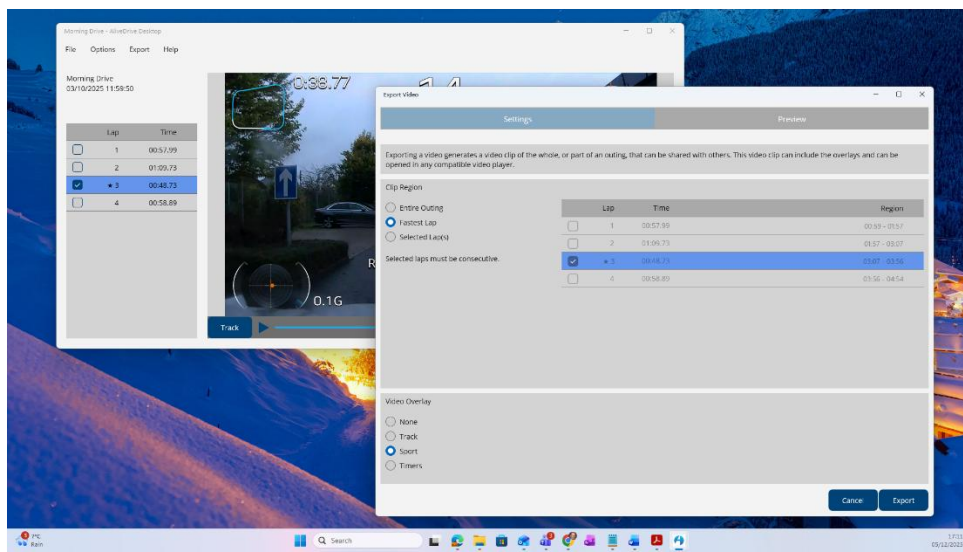 Morning Drive - AliveDrive Desktop
File Options Export Help
Morning Drive
03/10/2025 11:59:50
Lap Time
1 00:57.99
2 01:09.73
★ 3 00:48.73
4 00:58.89
0:38.77
0.1G
Track
Export Video
Settings Preview
Exporting a video generates a video clip of the whole, or part of an outing, that can be shared with others. This video clip can include the overlays and can be
opened in any compatible video player.
Clip Region
Entire Outing
Fastest Lap
Selected Lap(s)
Selected laps must be consecutive.
Lap Time Region
1 00:57.99 00:59 - 01:57
2 01:09.73 01:57 - 03:07
★ 3 00:48.73 03:07 - 03:56
4 00:58.89 03:56 - 04:54
Video Overlay
None
Track
Sport
Timers
Cancel Export
7°C
Rain
Search